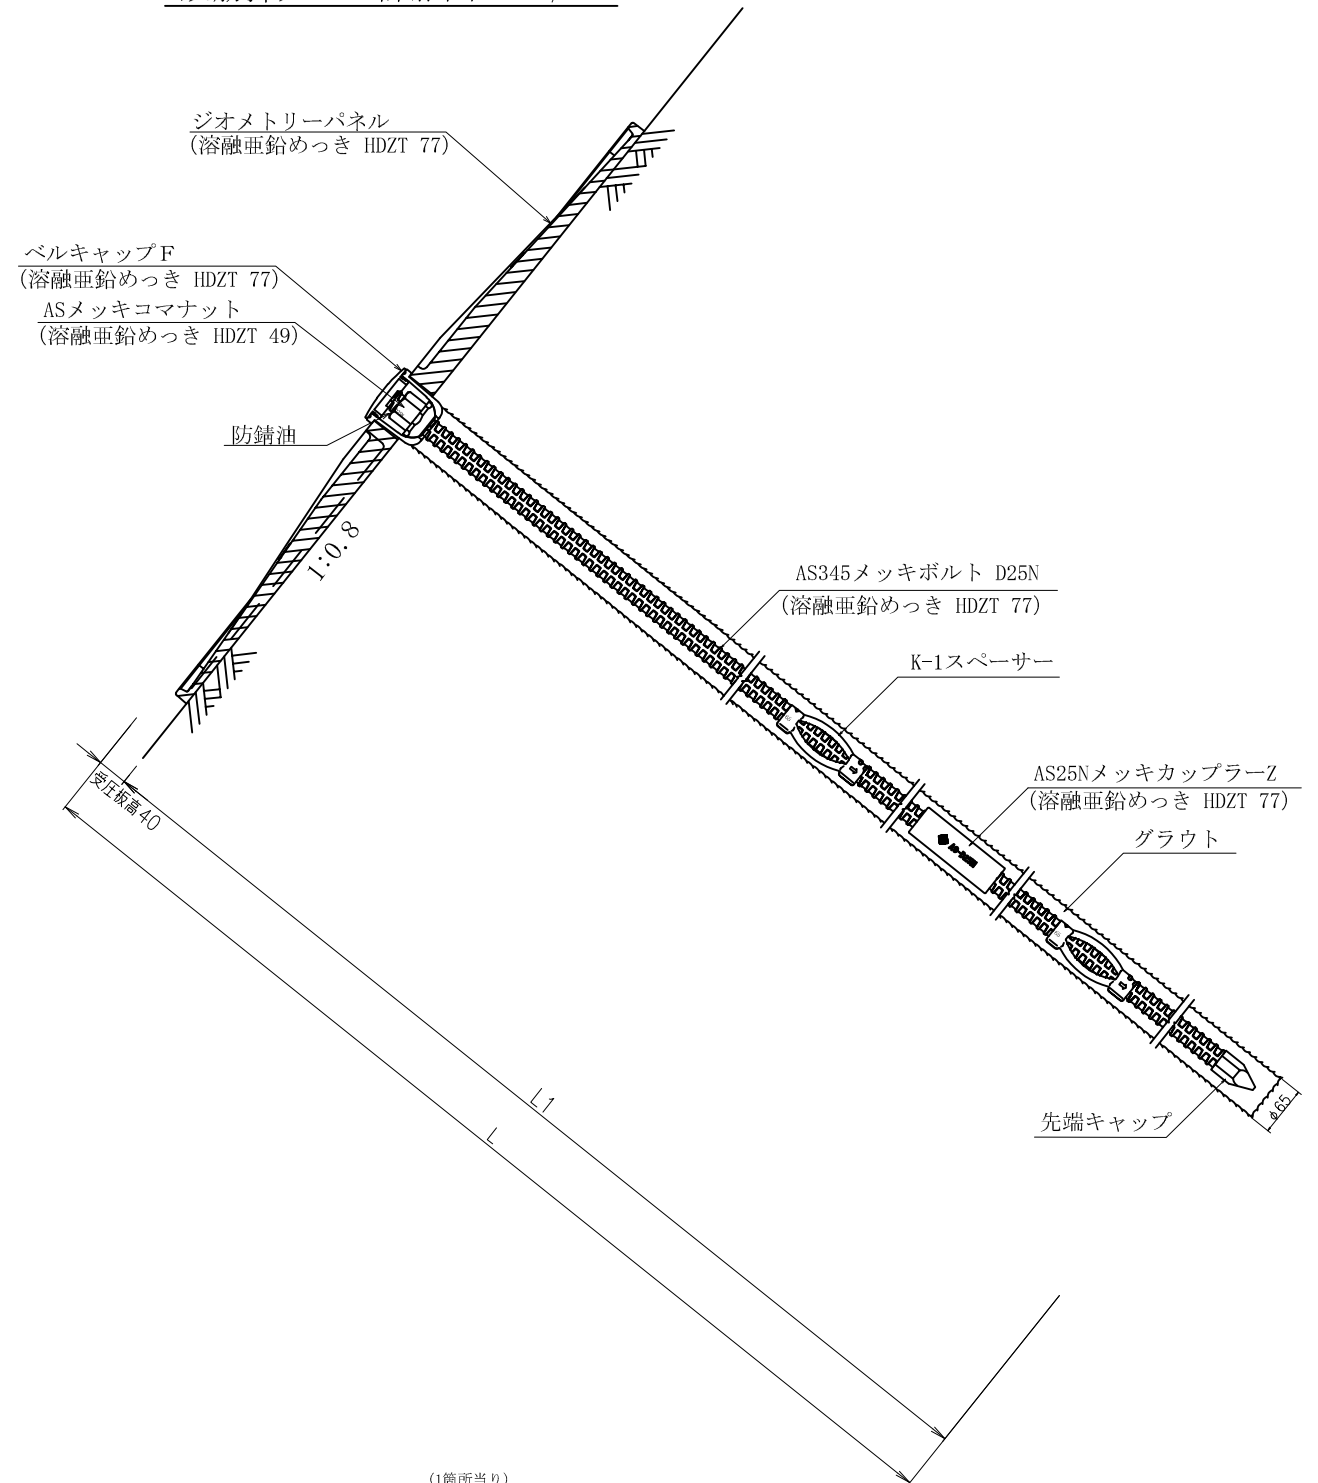 ジオメトリーパネル
(溶融亜鉛めっき HDZT 77)
ベルキャップF
(溶融亜鉛めっき HDZT 77)
ASメッキコマナット
(溶融亜鉛めっき HDZT 49)
防錆油
1:0.8
AS345メッキボルト D25N
(溶融亜鉛めっき HDZT 77)
K-1スペーサー
AS25NメッキカップラーZ
(溶融亜鉛めっき HDZT 77)
グラウト
受圧板高40
L1
L
先端キャップ
φ65
(1箇所当り)